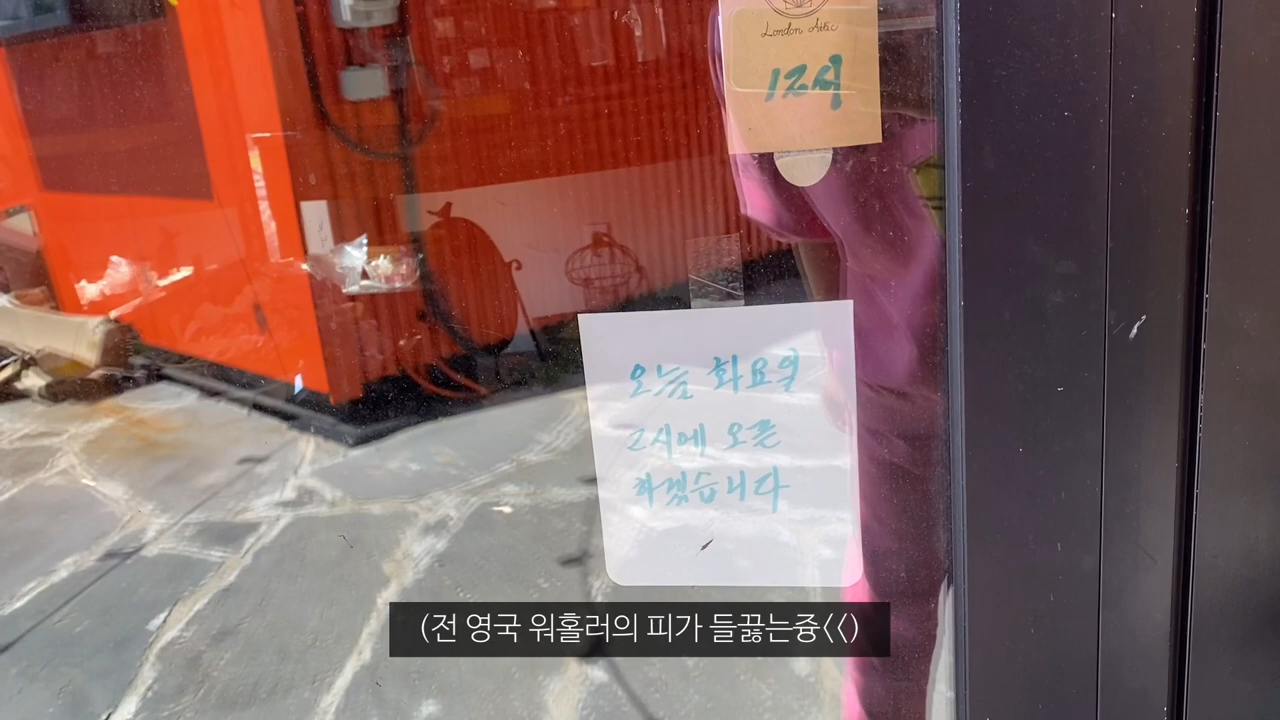 London Attic
12시
오늘 화요일
2시에 오픈
하겠습니다
(전 영국 워홀러의 피가 들끓는즁<<)